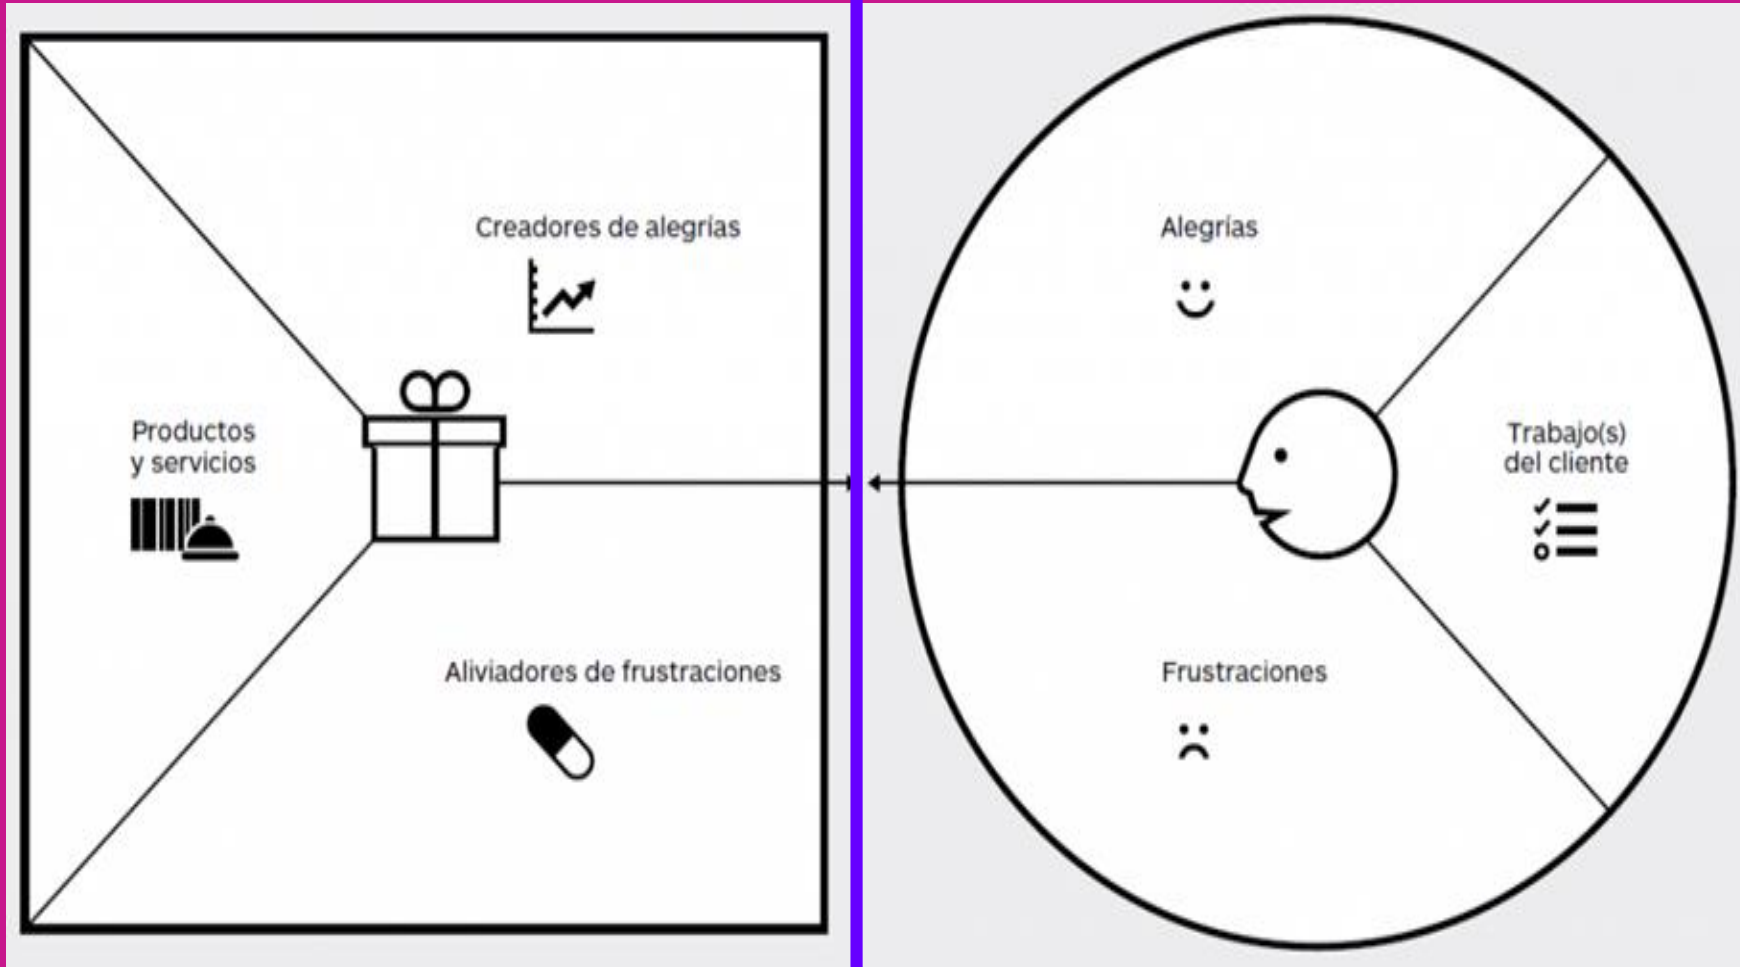 Creadores de alegrías
Productos
y servicios
Aliviadores de frustraciones
Alegrías
Trabajo(s)
del cliente
Frustraciones